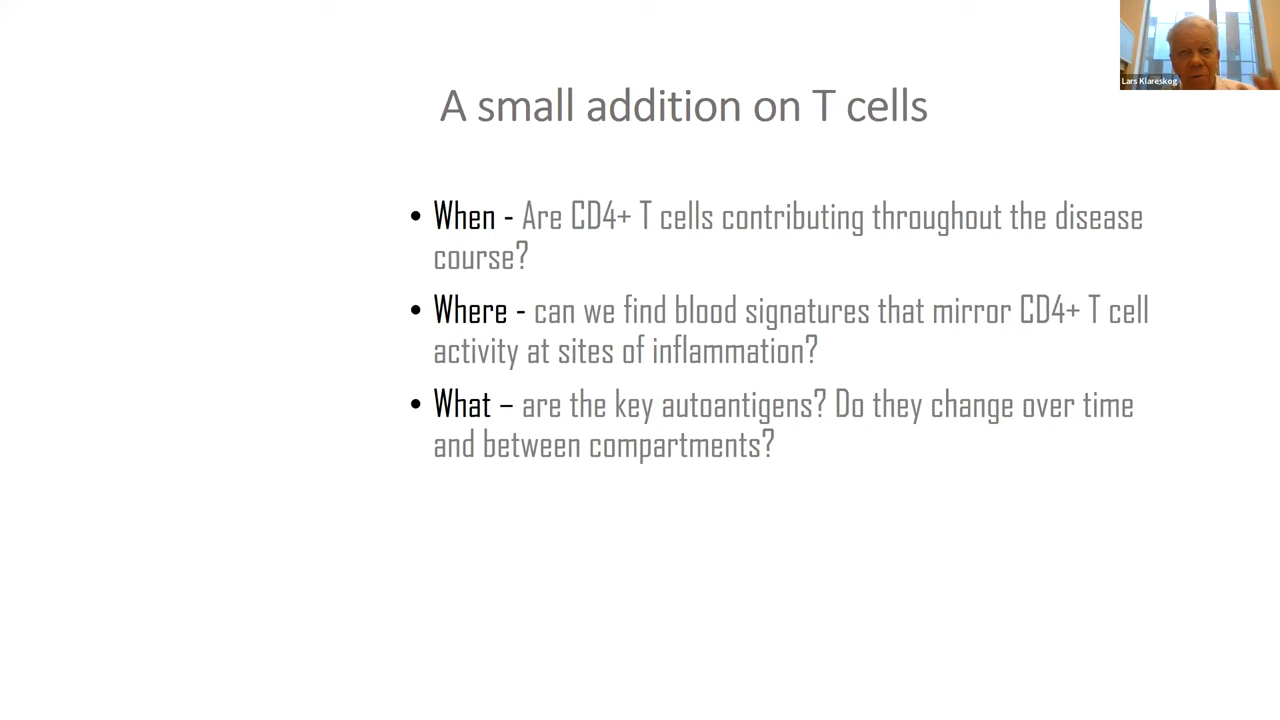 Lars Klareskog
A small addition on T cells
• When - Are CD4+ T cells contributing throughout the disease
course?
• Where - can we find blood signatures that mirror CD4+ T cell
activity at sites of inflammation?
• What – are the key autoantigens? Do they change over time
and between compartments?